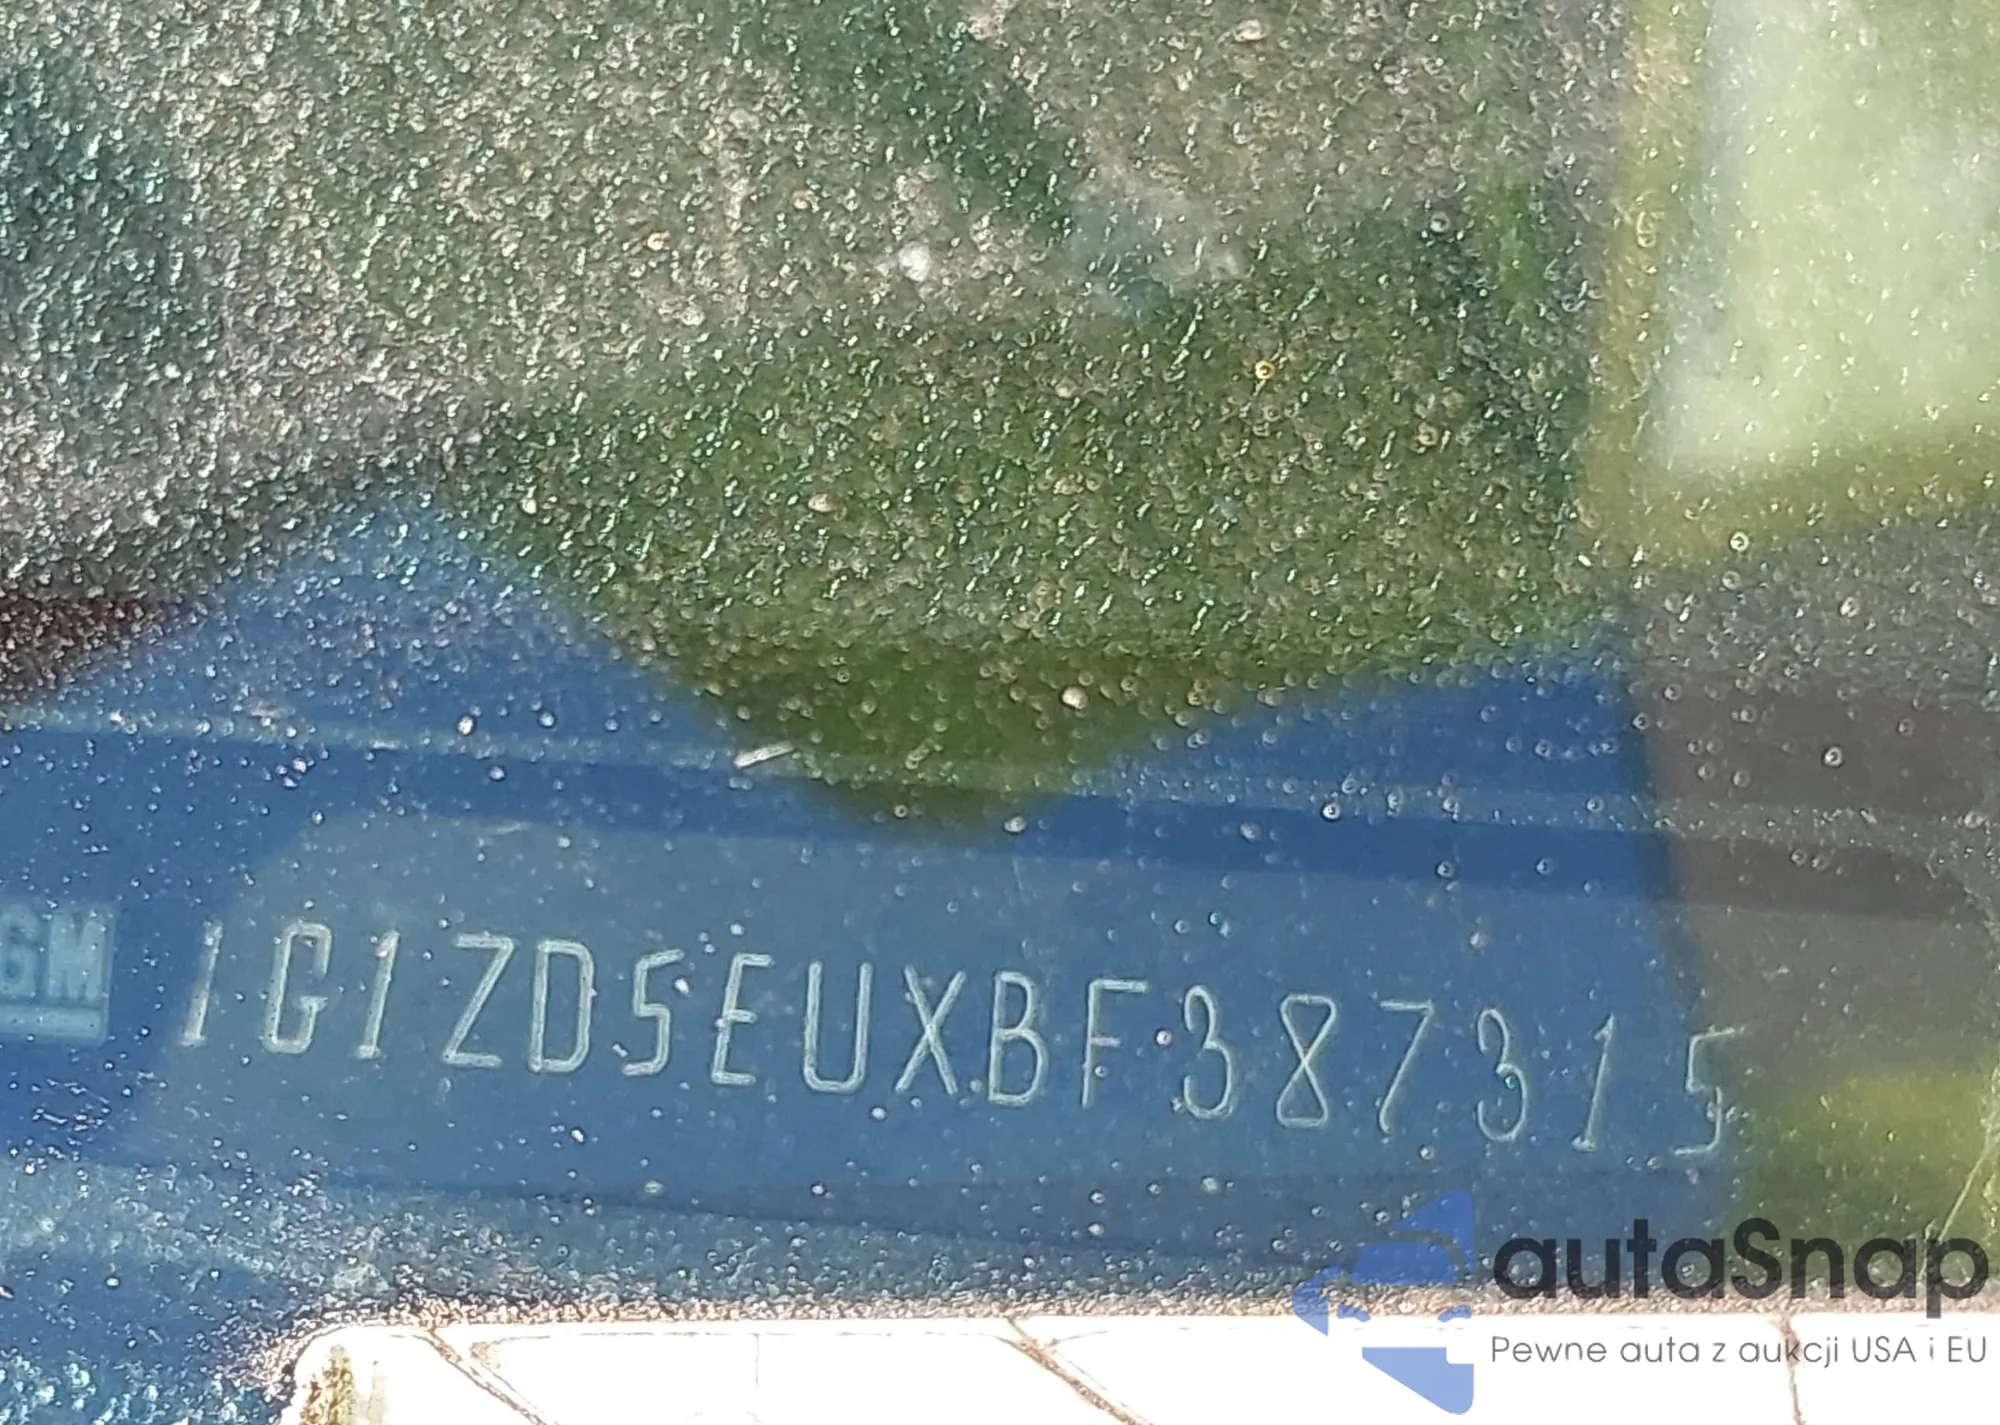 GM
1G1ZD5EUXBF387315
autaSnap
Pewne auta z aukcji USA i EU